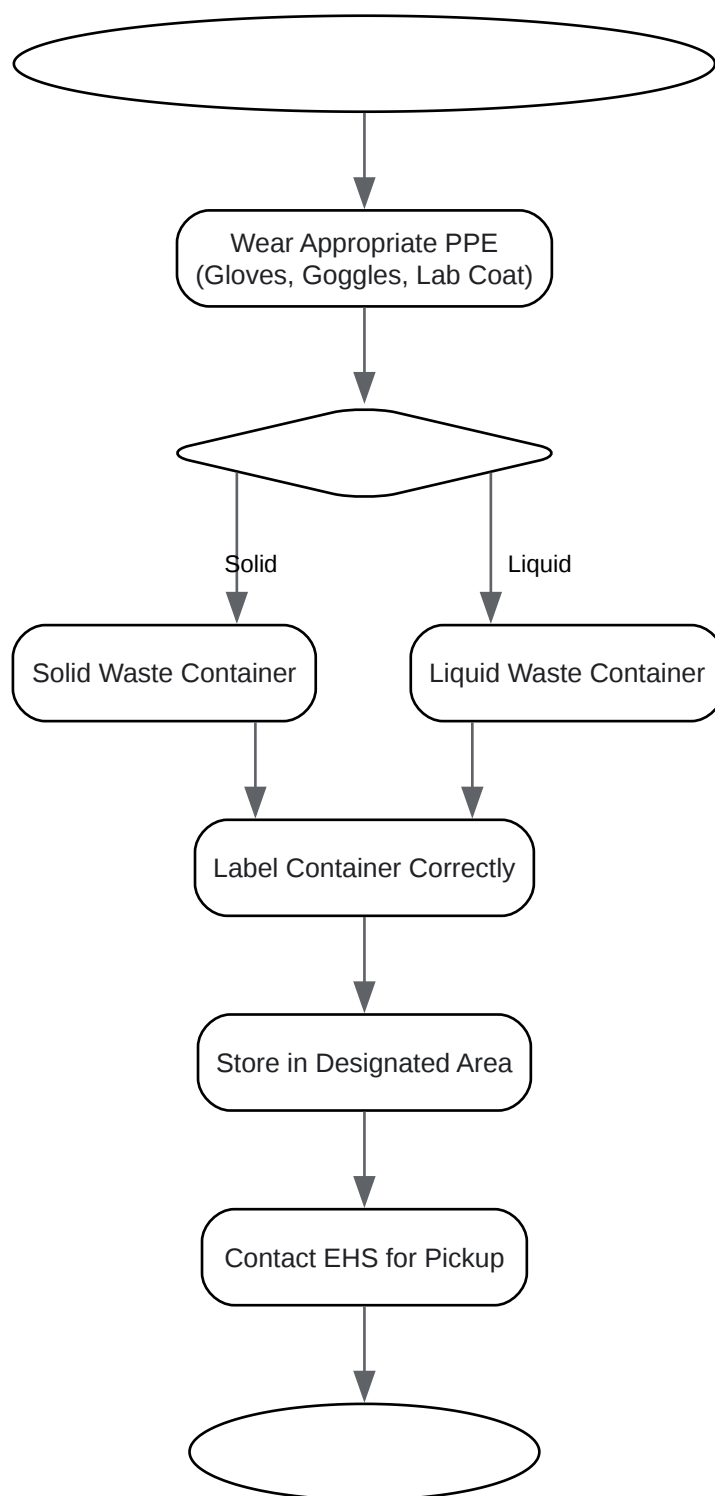 Wear Appropriate PPE
(Gloves, Goggles, Lab Coat)
Solid
Liquid
Solid Waste Container
Liquid Waste Container
Label Container Correctly
Store in Designated Area
Contact EHS for Pickup